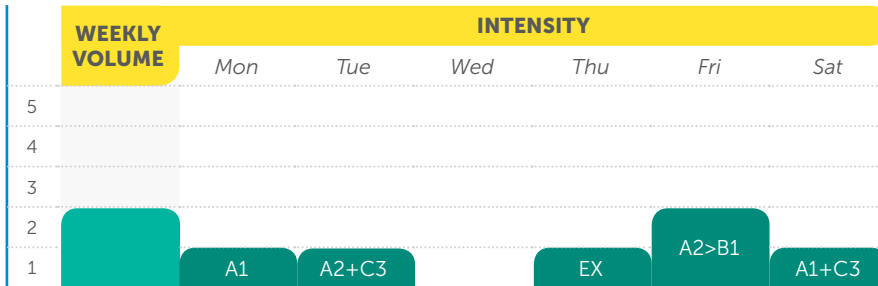 WEEKLY VOLUME INTENSITY
Mon Tue Wed Thu Fri Sat
5
4
3
2
A2>B1
1 A1 A2+C3 EX A1+C3